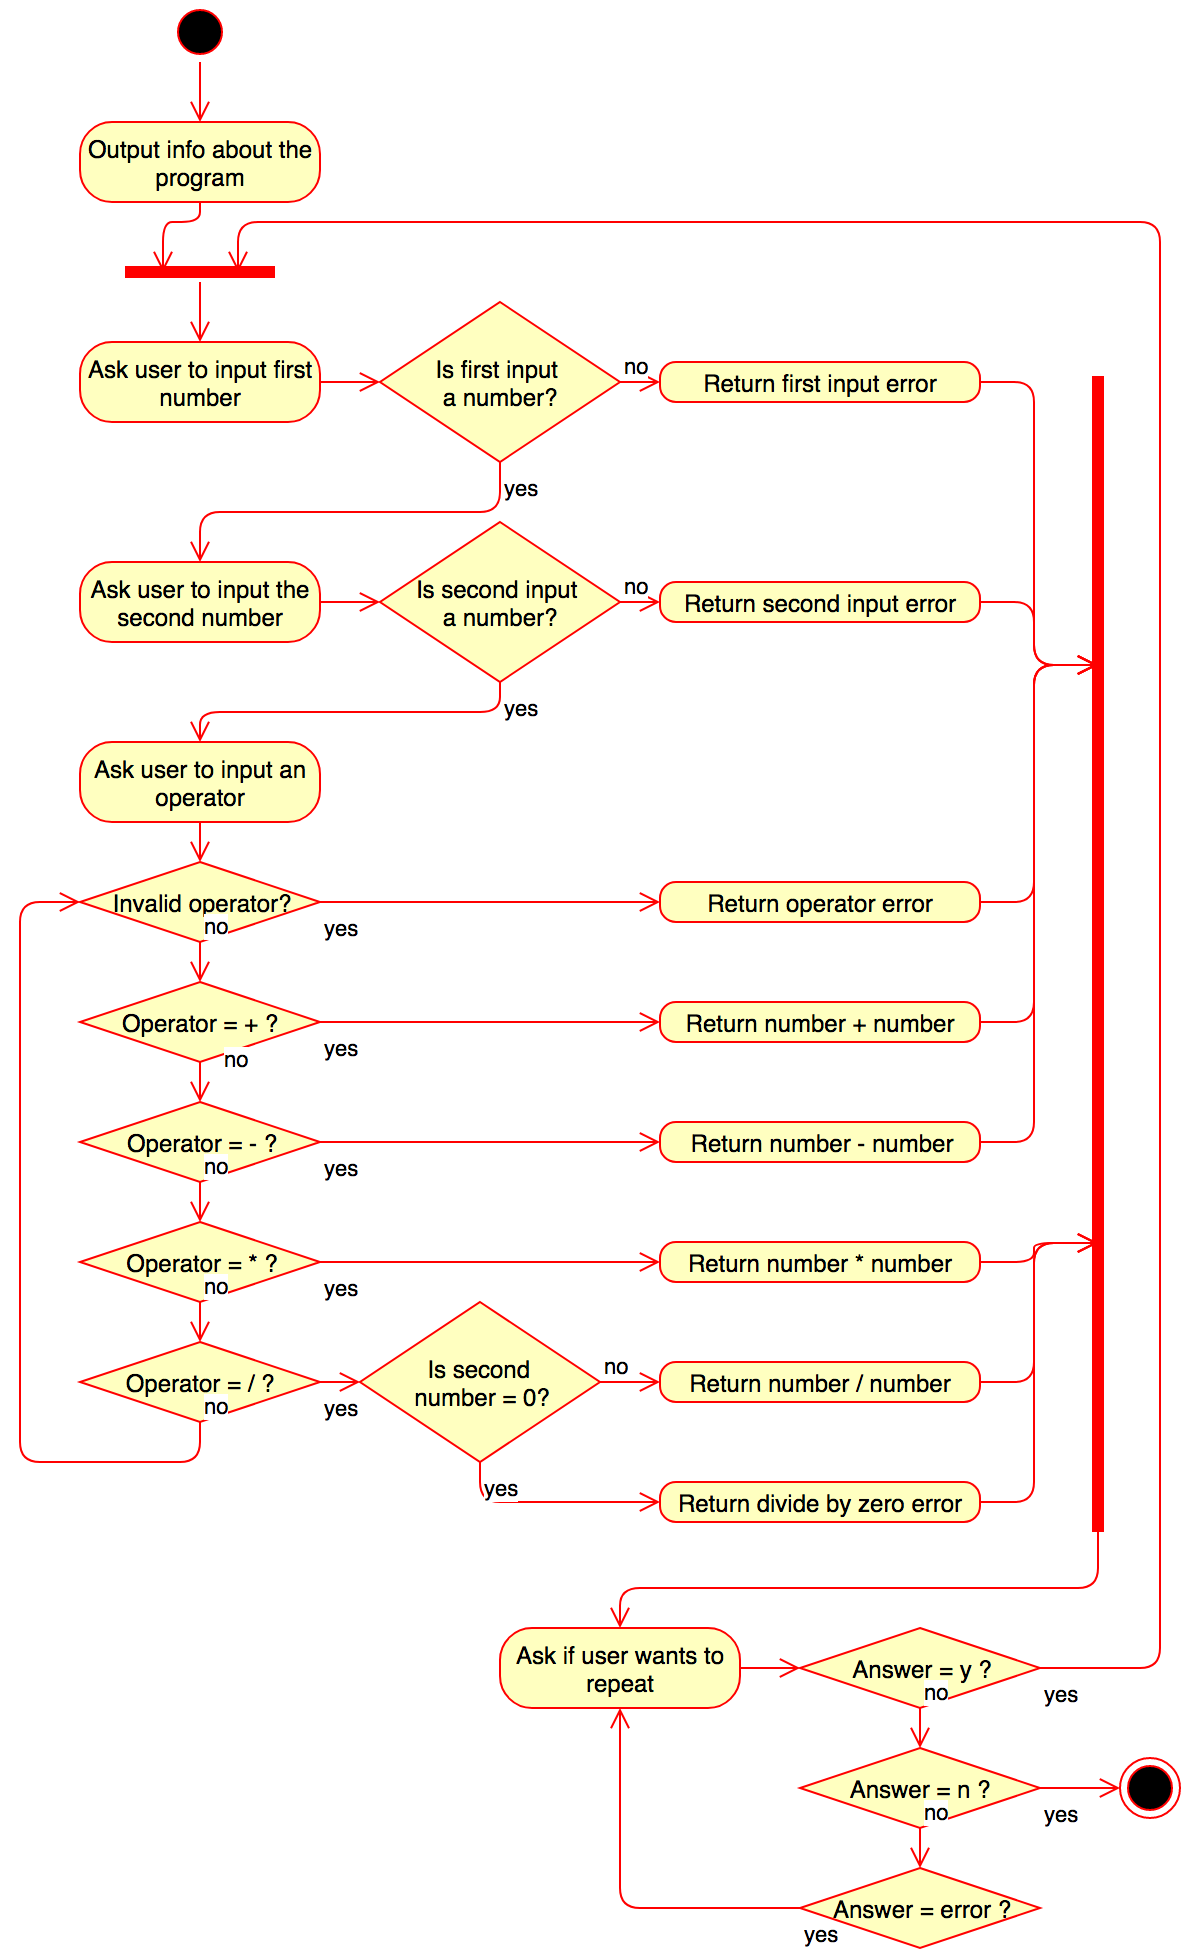 Output info about the
program
Ask user to input first
number
Is first input
a number?
no
Return first input error
yes
Ask user to input the
second number
Is second input
a number?
no
Return second input error
yes
Ask user to input an
operator
Invalid operator?
no
yes
Return operator error
Operator = + ?
no
yes
Return number + number
Operator = - ?
no
yes
Return number - number
Operator = * ?
no
yes
Return number * number
Operator = / ?
no
yes
Is second
number = 0?
no
Return number / number
yes
Return divide by zero error
Ask if user wants to
repeat
Answer = y ?
no
yes
Answer = n ?
no
yes
Answer = error ?
yes